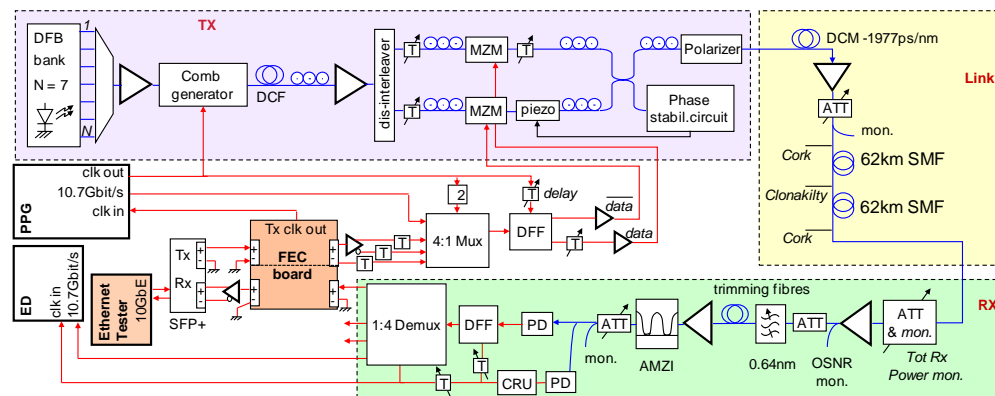 TX
DFB
bank
N = 7
1
N
Comb
generator
DCF
dis-interleaver
T
T
MZM
MZM
T
piezo
Polarizer
Phase
stabil.circuit
DCM -1977ps/nm
Link
ATT
mon.
Cork
62km SMF
Clonakilty
62km SMF
Cork
PPG
clk out
10.7Gbit/s
clk in
2
T
delay
4:1 Mux
DFF
T
data
data
Tx clk out
FEC
board
T
T
T
ED
clk in
10.7Gbit/s
Ethernet
Tester
10GbE
Tx
Rx
SFP+
+
-
+
-
+
-
+
-
+
-
+
-
RX
1:4 Demux
DFF
PD
T
T
CRU
PD
ATT
mon.
AMZI
trimming fibres
0.64nm
ATT
OSNR
mon.
ATT
& mon.
Tot Rx
Power mon.